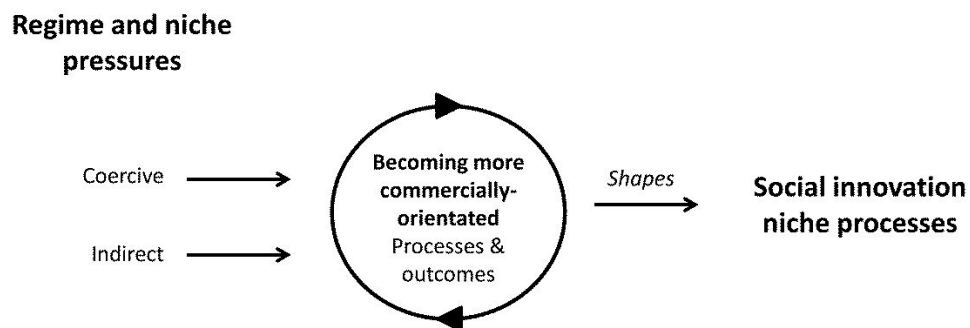 Regime and niche
pressures
Coercive
Indirect
Becoming more
commercially-
orientated
Processes &
outcomes
Shapes
Social innovation
niche processes